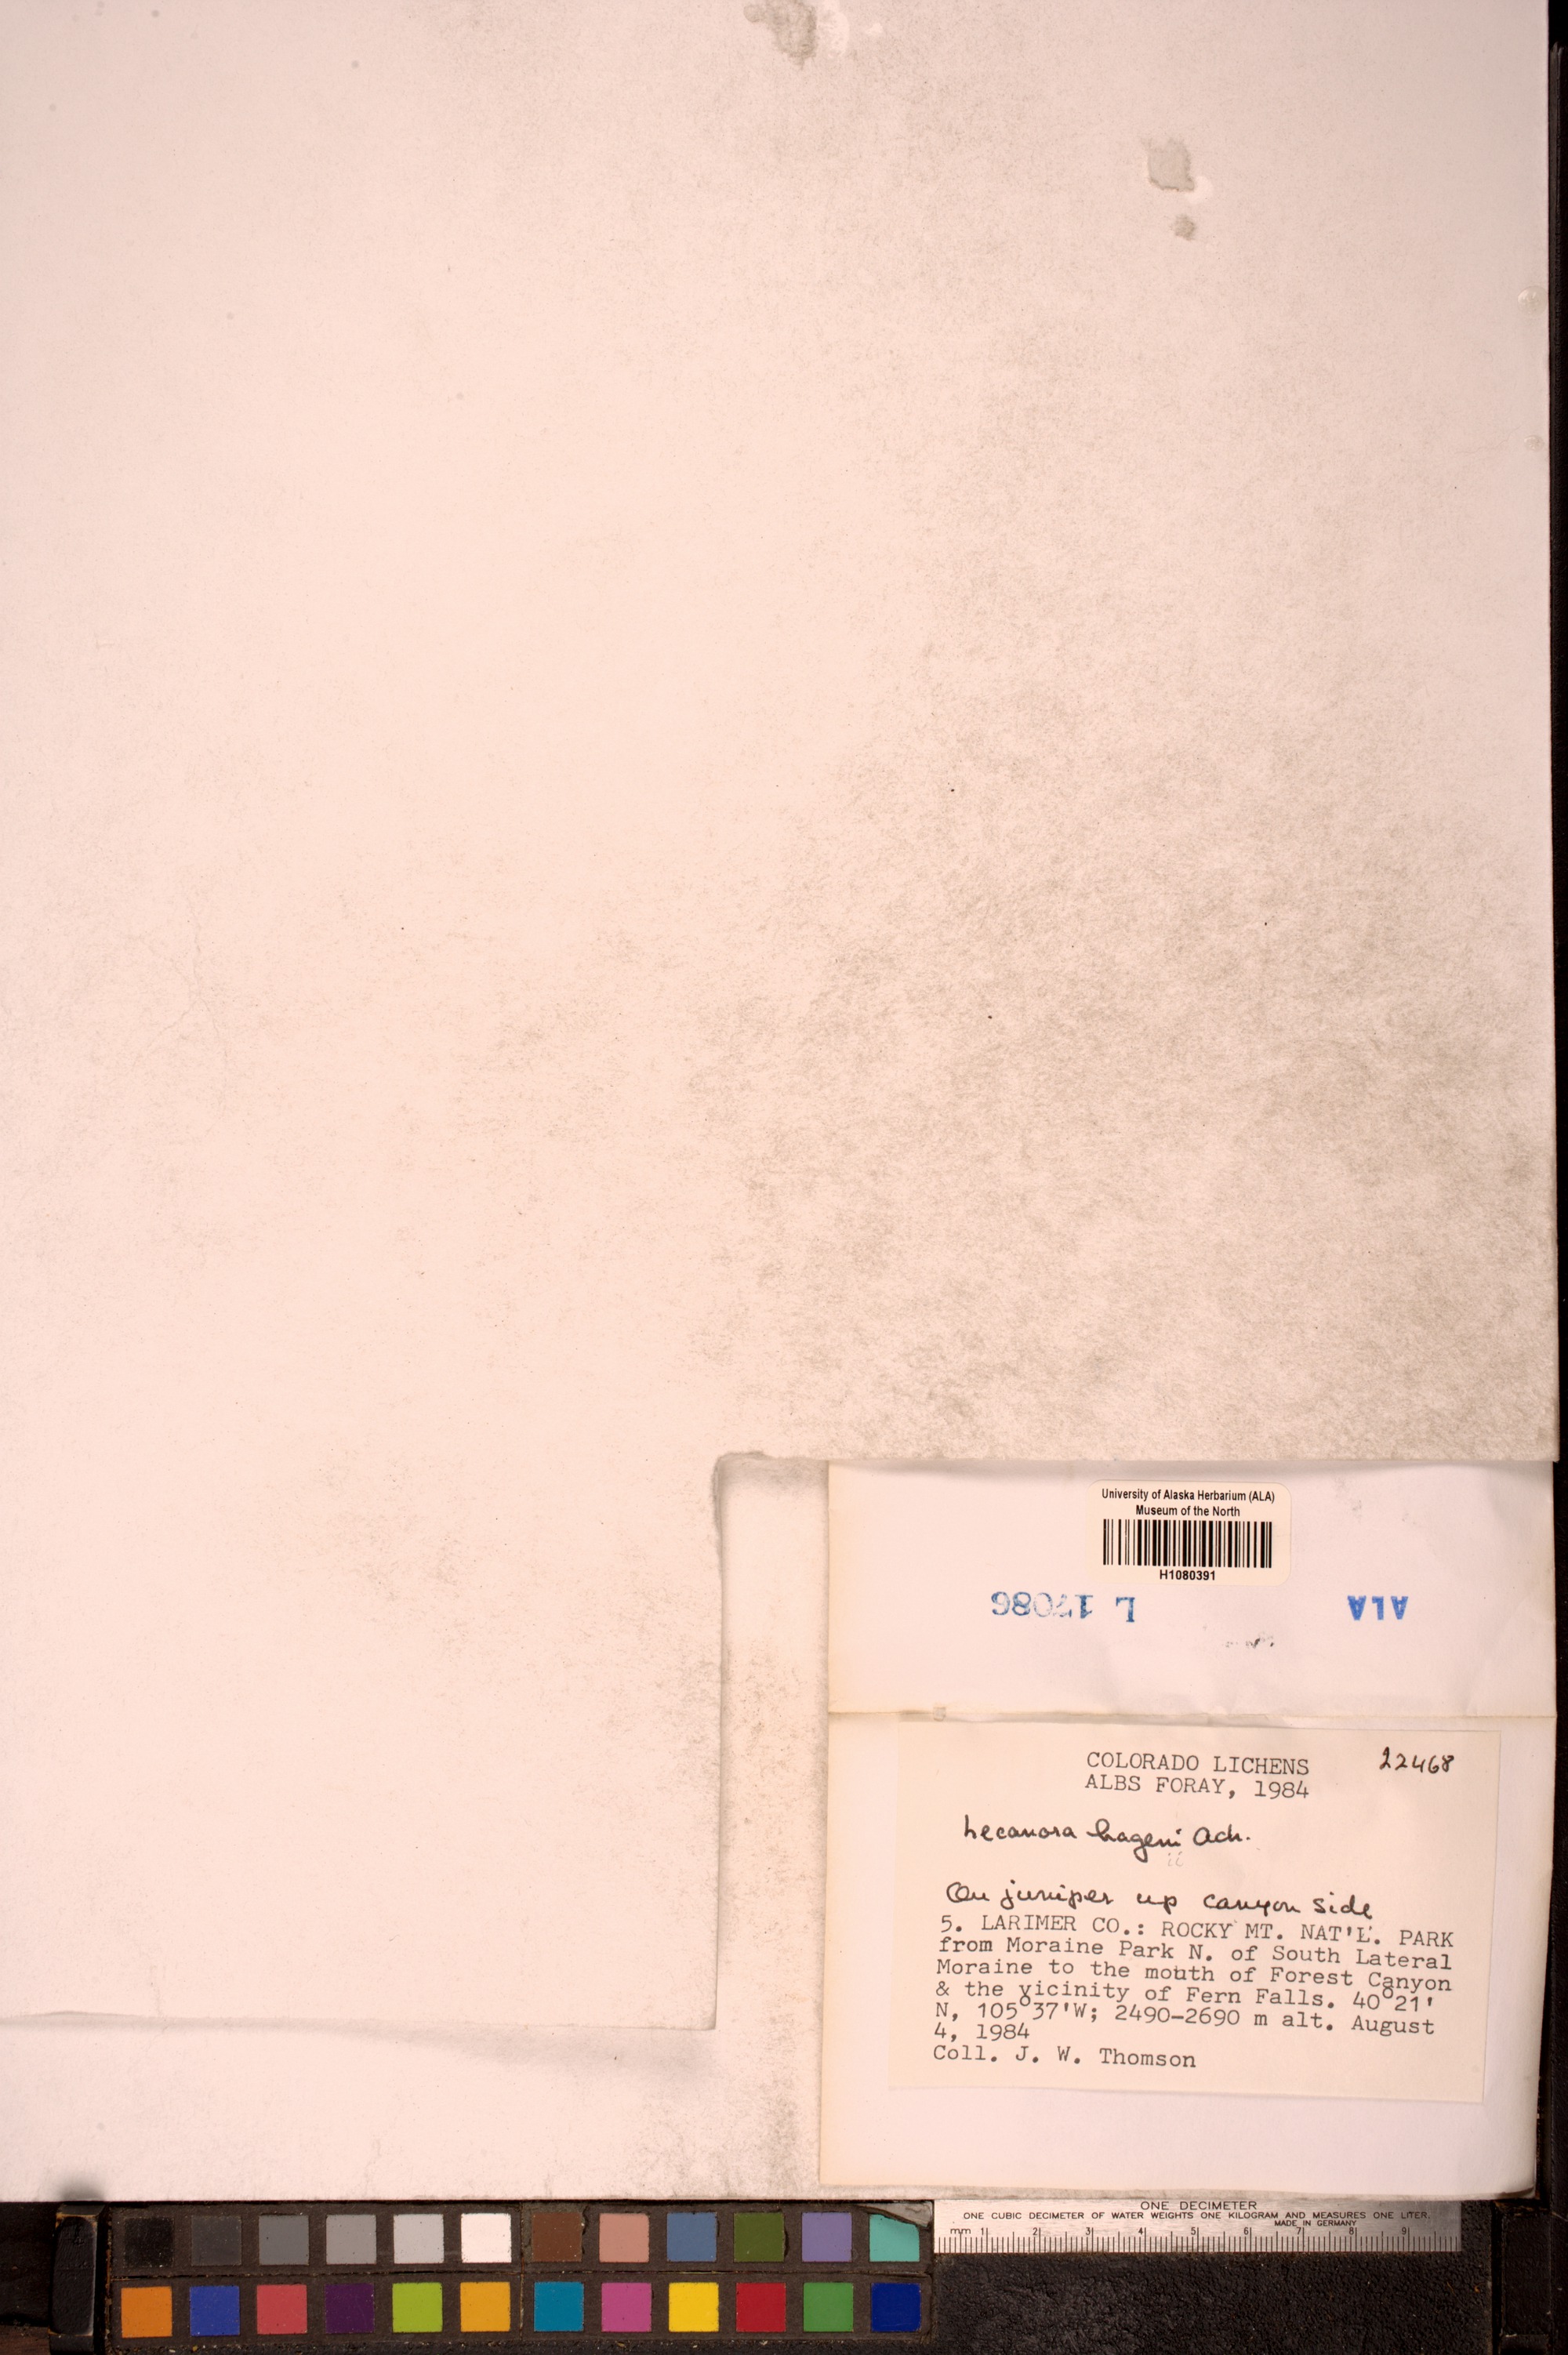 University of Alaska Herbarium (ALA)
Museum of the North
H1080391
L 17086
ALA
COLORADO LICHENS
22468
ALBS FORAY, 1984
Lecanora hageni Ach.
ii
On juniper up canyon side
5. LARIMER CO.: ROCKY MT. NAT'L. PARK
from Moraine Park N. of South Lateral
Moraine to the mouth of Forest Canyon
& the vicinity of Fern Falls. 40°21'
N, 105°37'W; 2490-2690 m alt. August
4, 1984
Coll. J. W. Thomson
ONE DECIMETER
ONE CUBIC DECIMETER OF WATER WEIGHTS ONE KILOGRAM AND MEASURES ONE LITER.
MADE IN GERMANY
mm 1 2 3 4 5 6 7 8 9